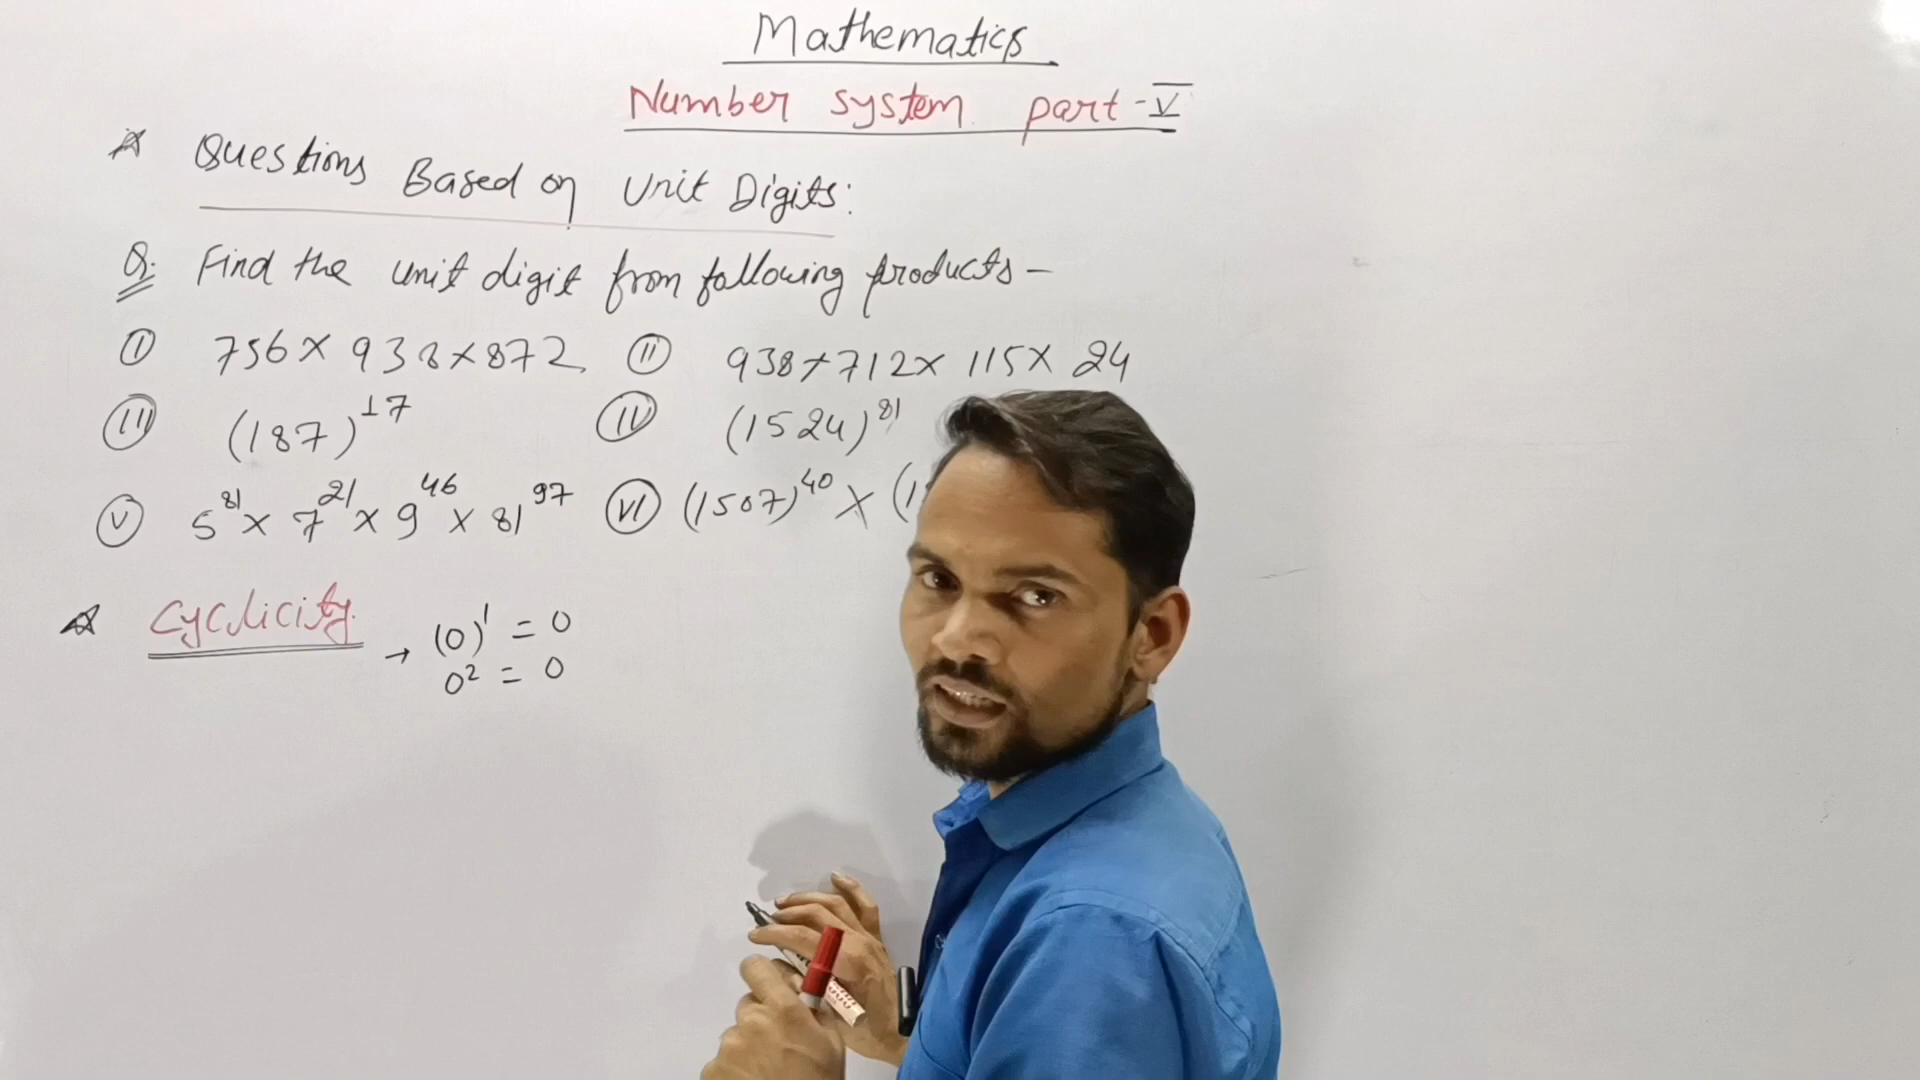 Mathematics
Number system part-V
Questions Based on Unit Digits:
Q. Find the unit digit from following products –
(I) 756 × 938 × 872 (II) 938 × 712 × 115 × 24
(III) (187)^17 (IV) (1524)^81
(V) 5^81 × 7^21 × 9^46 × 81^97 (VI) (1507)^40 × (1
Cyclicity → (0)^1 = 0
0^2 = 0